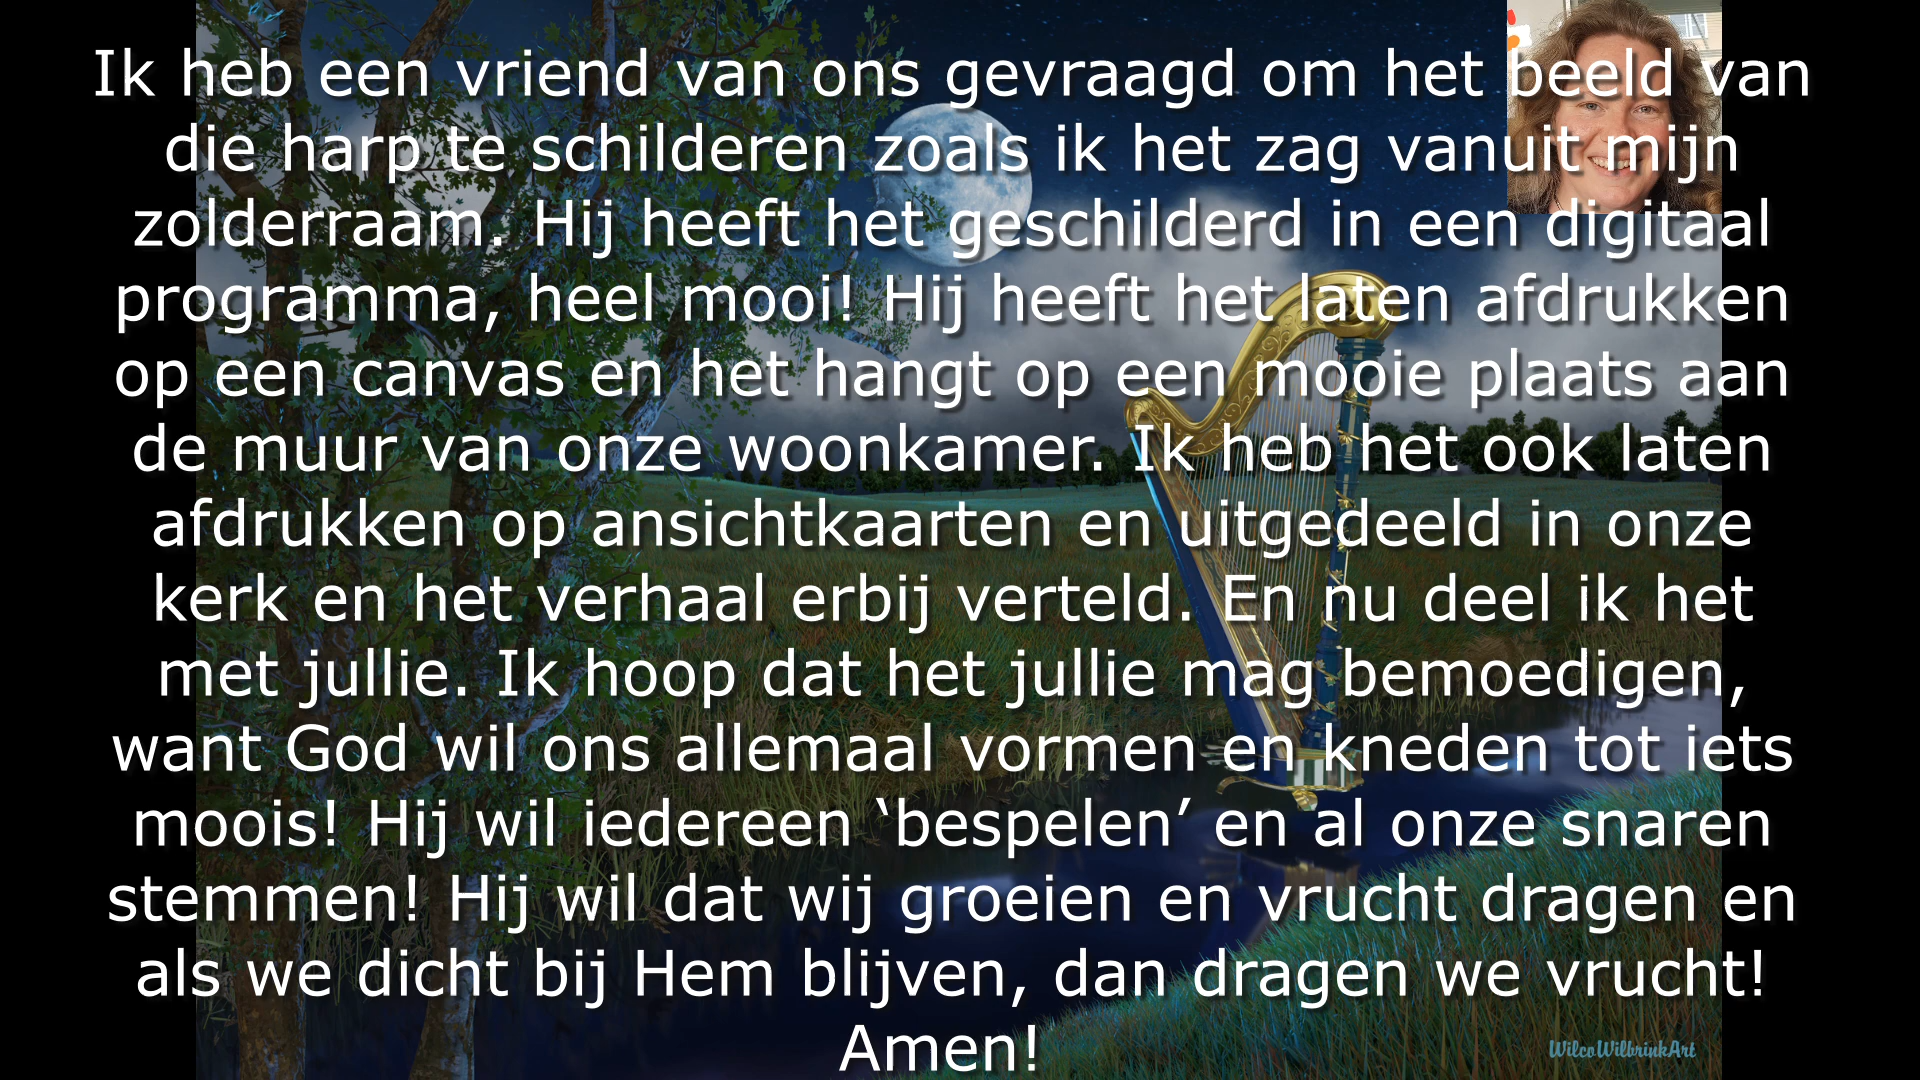 Ik heb een vriend van ons gevraagd om het beeld van
die harp te schilderen zoals ik het zag vanuit mijn
zolderraam. Hij heeft het geschilderd in een digitaal
programma, heel mooi! Hij heeft het laten afdrukken
op een canvas en het hangt op een mooie plaats aan
de muur van onze woonkamer. Ik heb het ook laten
afdrukken op ansichtkaarten en uitgedeeld in onze
kerk en het verhaal erbij verteld. En nu deel ik het
met jullie. Ik hoop dat het jullie mag bemoedigen,
want God wil ons allemaal vormen en kneden tot iets
moois! Hij wil iedereen ‘bespelen’ en al onze snaren
stemmen! Hij wil dat wij groeien en vrucht dragen en
als we dicht bij Hem blijven, dan dragen we vrucht!
Amen!
WilcoWilbrinkArt